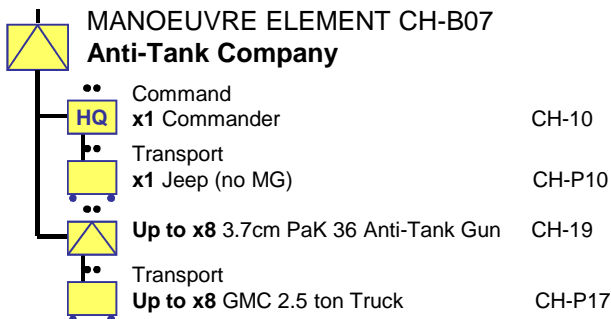 MANOEUVRE ELEMENT CH-B07
Anti-Tank Company
Command
HQ x1 Commander CH-10
Transport
x1 Jeep (no MG) CH-P10
Up to x8 3.7cm PaK 36 Anti-Tank Gun CH-19
Transport
Up to x8 GMC 2.5 ton Truck CH-P17